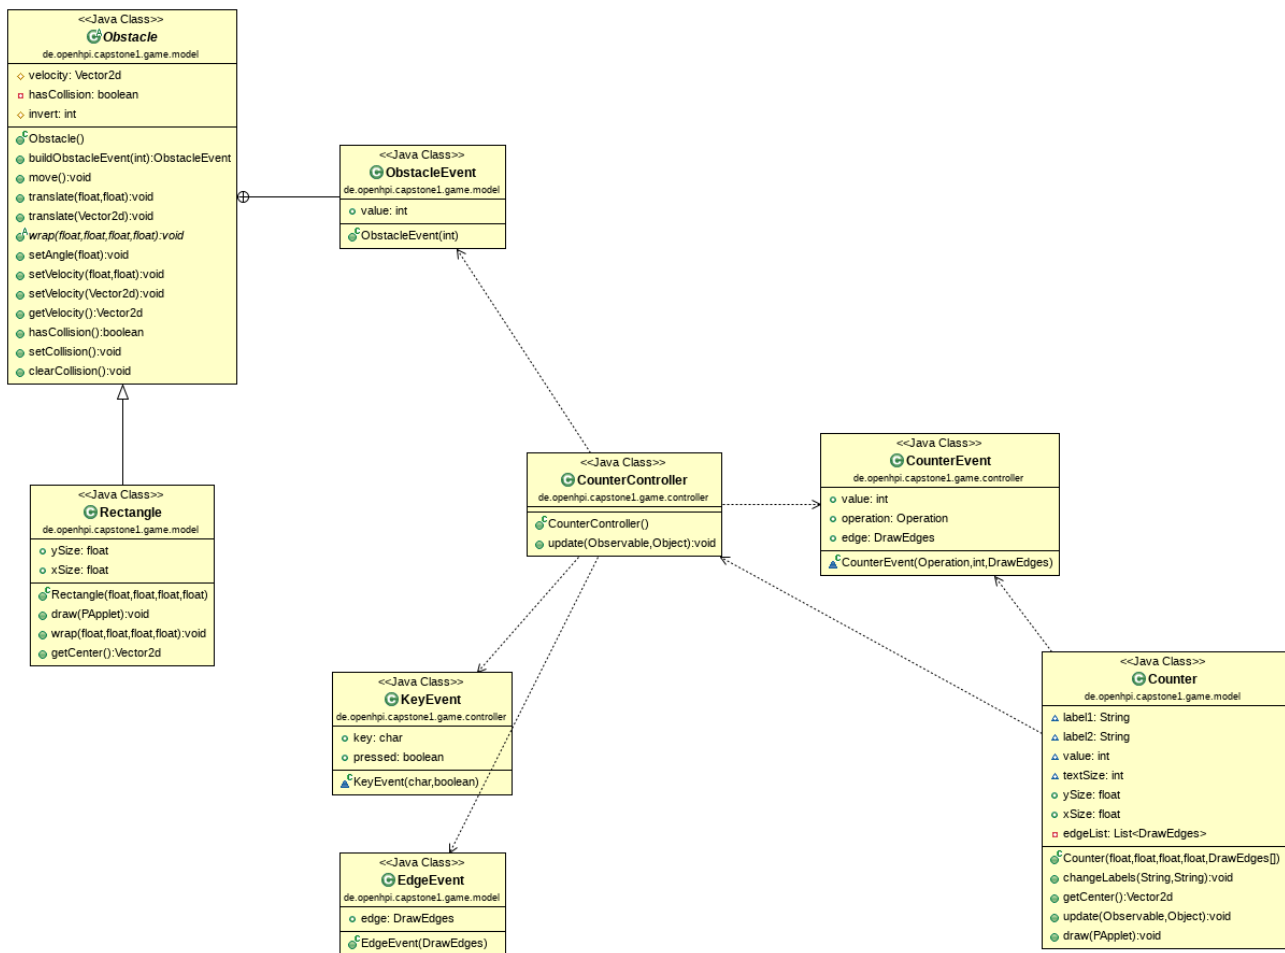 <<Java Class>>
Obstacle
de.openhpi.capstone1.game.model
velocity: Vector2d
hasCollision: boolean
invert: int
Obstacle()
buildObstacleEvent(int):ObstacleEvent
move():void
translate(float,float):void
translate(Vector2d):void
wrap(float,float,float,float):void
setAngle(float):void
setVelocity(float,float):void
setVelocity(Vector2d):void
getVelocity():Vector2d
hasCollision():boolean
setCollision():void
clearCollision():void
<<Java Class>>
ObstacleEvent
de.openhpi.capstone1.game.model
value: int
ObstacleEvent(int)
<<Java Class>>
Rectangle
de.openhpi.capstone1.game.model
ySize: float
xSize: float
Rectangle(float,float,float,float)
draw(PApplet):void
wrap(float,float,float,float):void
getCenter():Vector2d
<<Java Class>>
CounterController
de.openhpi.capstone1.game.controller
CounterController()
update(Observable,Object):void
<<Java Class>>
CounterEvent
de.openhpi.capstone1.game.controller
value: int
operation: Operation
edge: DrawEdges
CounterEvent(Operation,int,DrawEdges)
<<Java Class>>
KeyEvent
de.openhpi.capstone1.game.controller
key: char
pressed: boolean
KeyEvent(char,boolean)
<<Java Class>>
EdgeEvent
de.openhpi.capstone1.game.model
edge: DrawEdges
EdgeEvent(DrawEdges)
<<Java Class>>
Counter
de.openhpi.capstone1.game.model
label1: String
label2: String
value: int
textSize: int
ySize: float
xSize: float
edgeList: List<DrawEdges>
Counter(float,float,float,float,DrawEdges[])
changeLabels(String,String):void
getCenter():Vector2d
update(Observable,Object):void
draw(PApplet):void